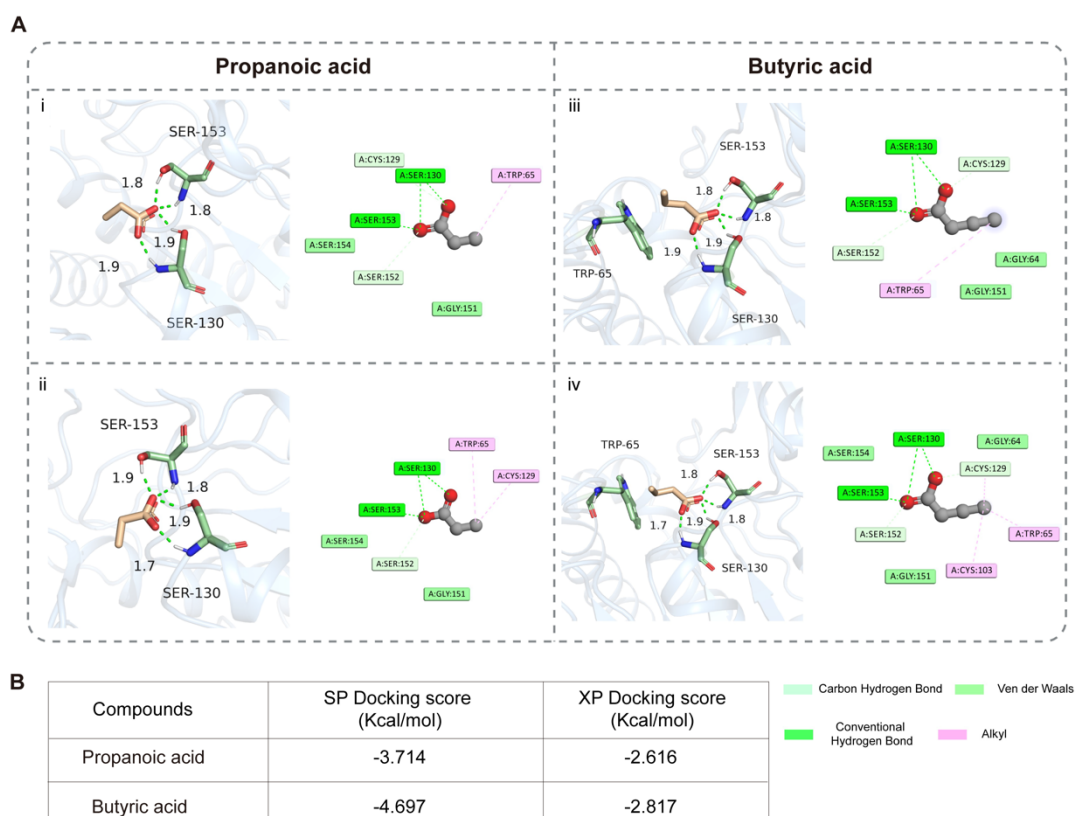 A
Propanoic acid
Butyric acid
i
SER-153
1.8
1.8
1.9
1.9
SER-130
A:CYS:129
A:SER:130
A:TRP:65
A:SER:153
A:SER:154
A:SER:152
A:GLY:151
iii
SER-153
1.8
1.8
1.9
1.9
TRP-65
SER-130
A:SER:130
A:CYS:129
A:SER:153
A:SER:152
A:GLY:64
A:TRP:65
A:GLY:151
ii
SER-153
1.9
1.8
1.9
1.7
SER-130
A:TRP:65
A:SER:130
A:CYS:129
A:SER:153
A:SER:154
A:SER:152
A:GLY:151
iv
TRP-65
SER-153
1.8
1.7
1.9
1.8
SER-130
A:SER:130
A:GLY:64
A:SER:154
A:CYS:129
A:SER:153
A:SER:152
A:TRP:65
A:GLY:151
A:CYS:103
B
Compounds
SP Docking score
(Kcal/mol)
XP Docking score
(Kcal/mol)
Propanoic acid
-3.714
-2.616
Butyric acid
-4.697
-2.817
Carbon Hydrogen Bond
Ven der Waals
Conventional
Hydrogen Bond
Alkyl